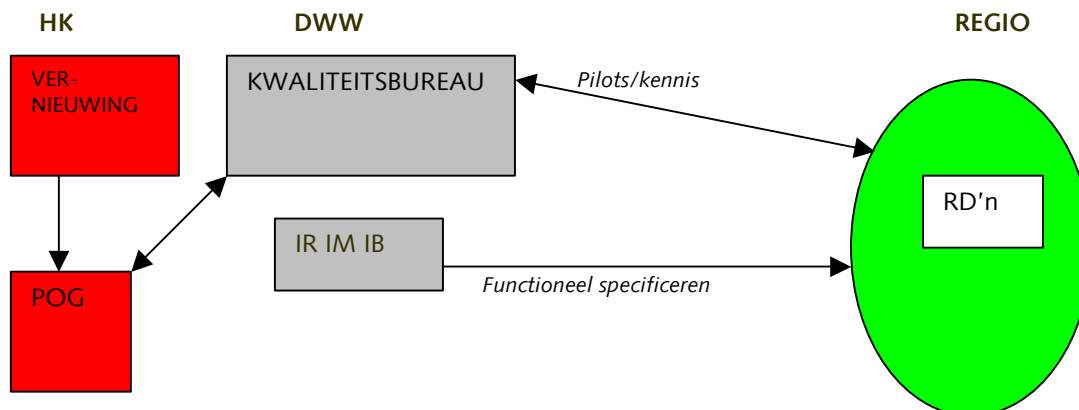 HK
DWW
REGIO
VER-
NIEUWING
KWALITEITSBUREAU
Pilots/kennis
RD'n
IR IM IB
Functioneel specificeren
POG